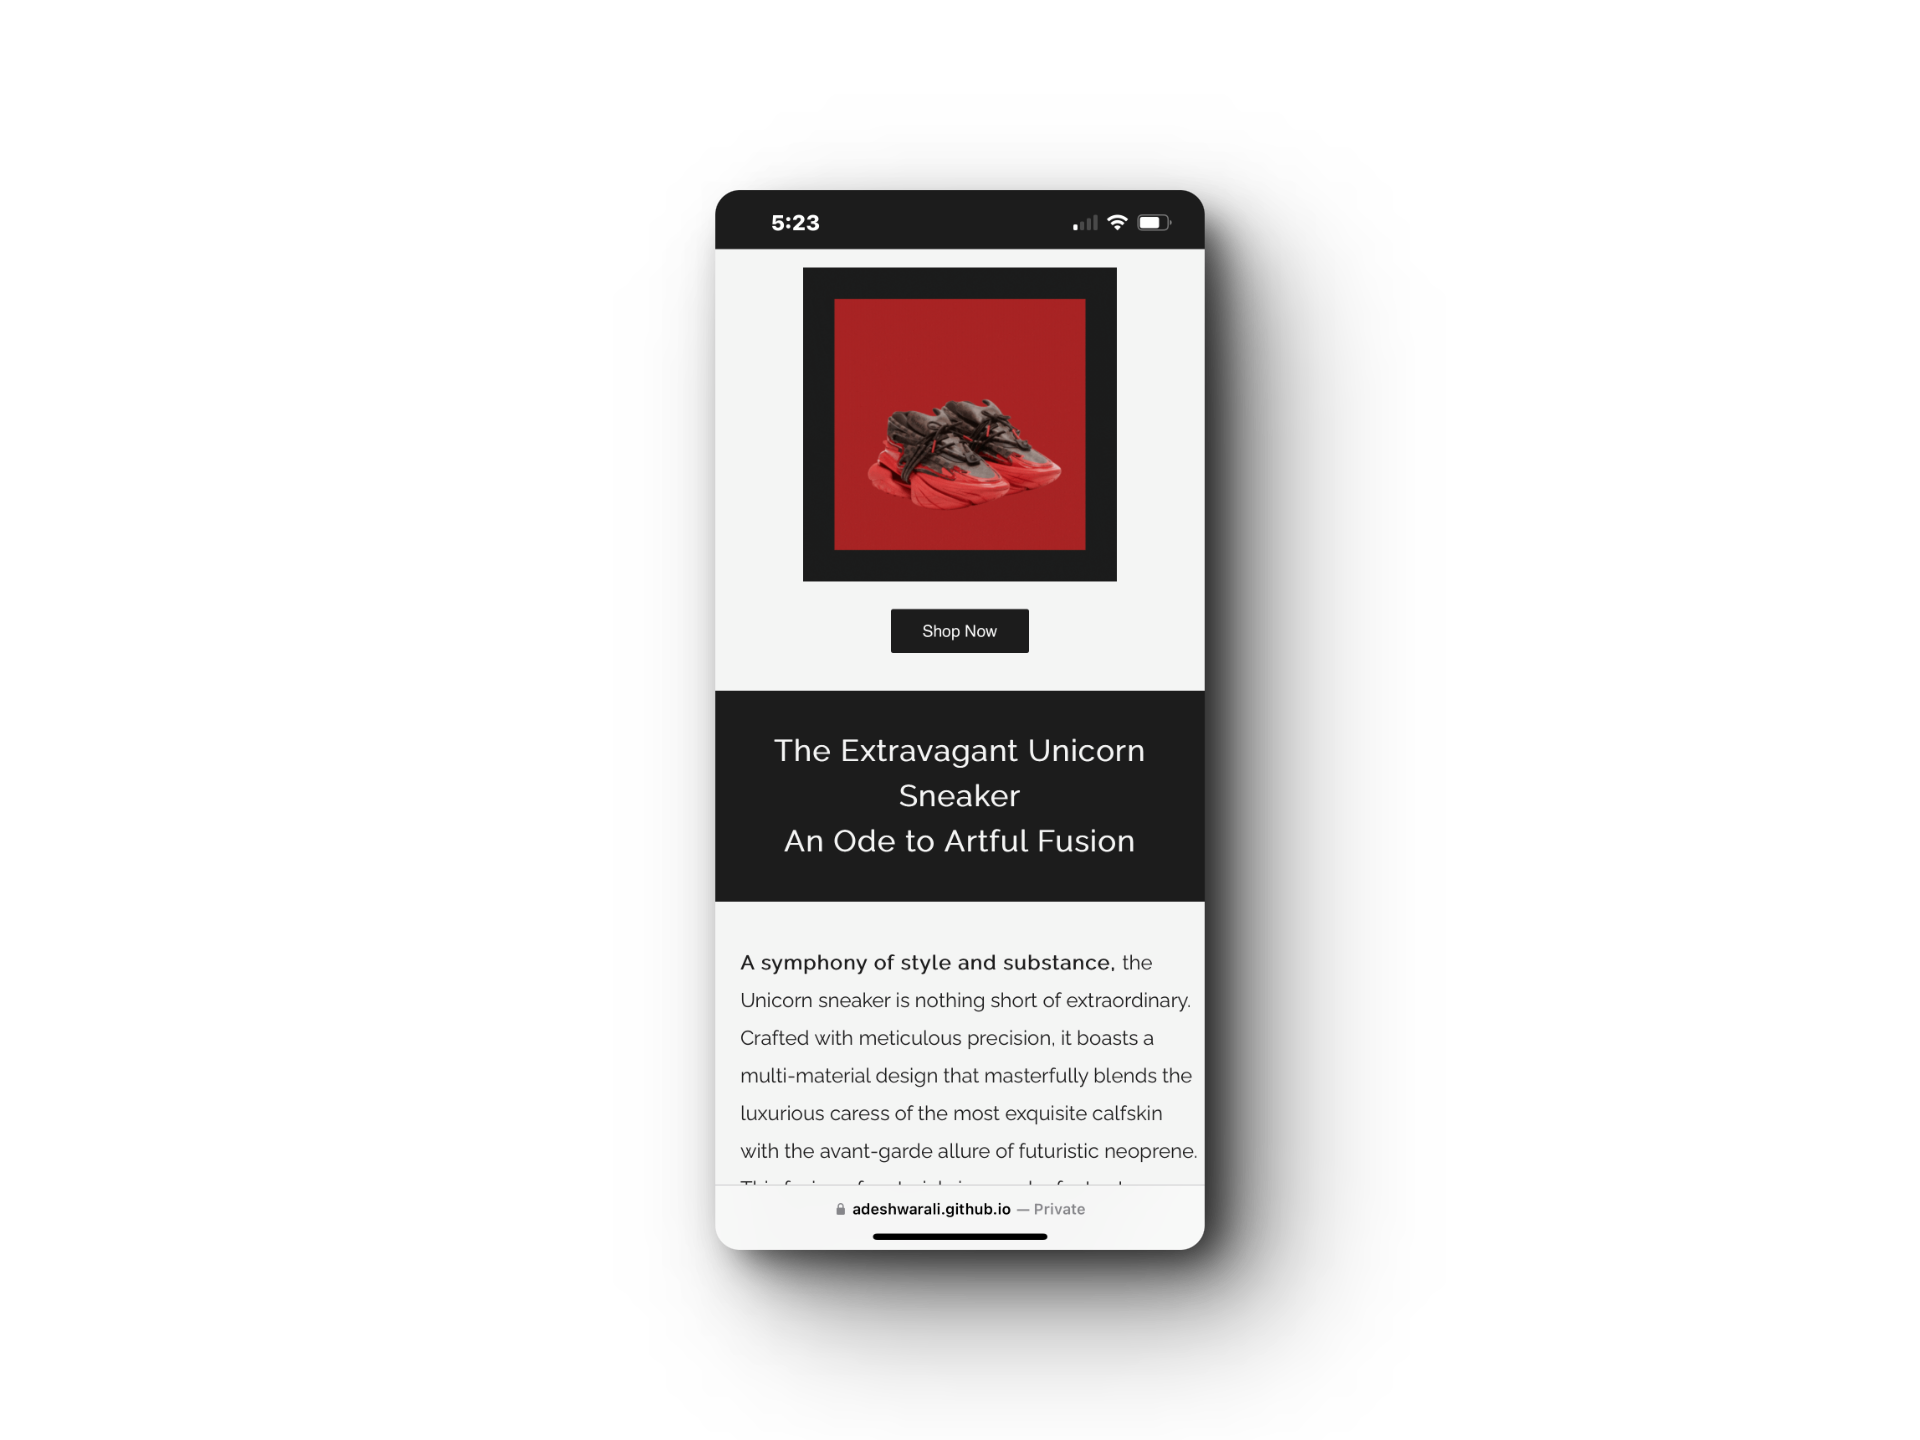 5:23
Shop Now
The Extravagant Unicorn
Sneaker
An Ode to Artful Fusion
A symphony of style and substance, the
Unicorn sneaker is nothing short of extraordinary.
Crafted with meticulous precision, it boasts a
multi-material design that masterfully blends the
luxurious caress of the most exquisite calfskin
with the avant-garde allure of futuristic neoprene.
adeshwarali.github.io — Private